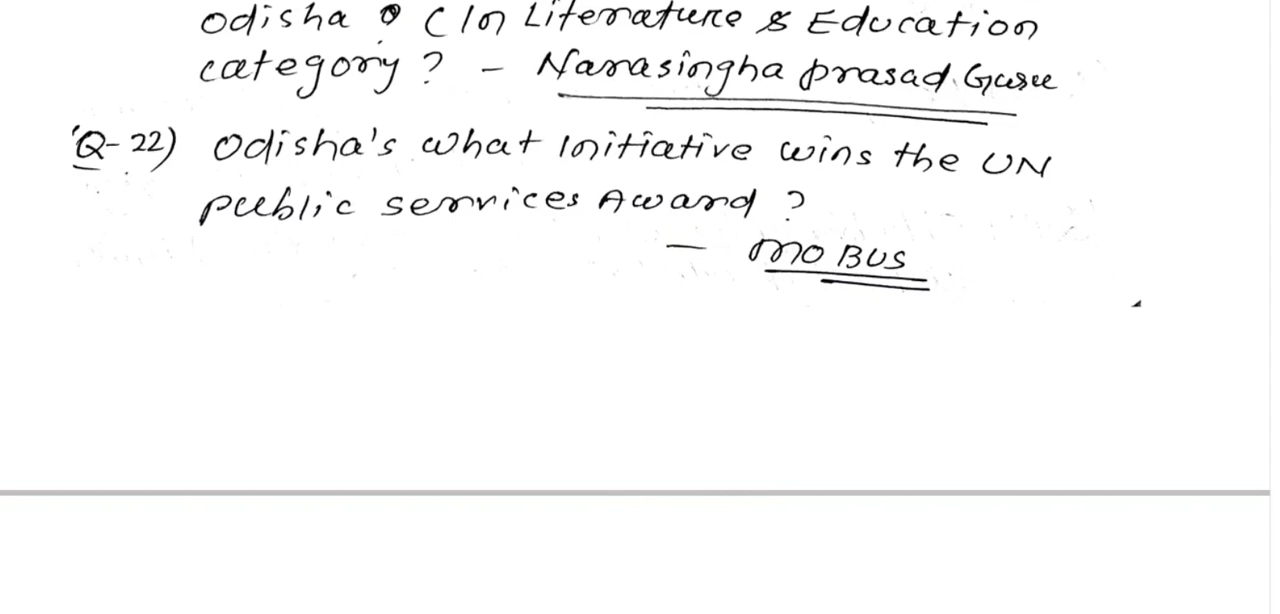 Odisha (In Literature & Education
category? - Narasingha prasad Guru
Q-22) Odisha's what Initiative wins the UN
public services Award?
- MO BUS